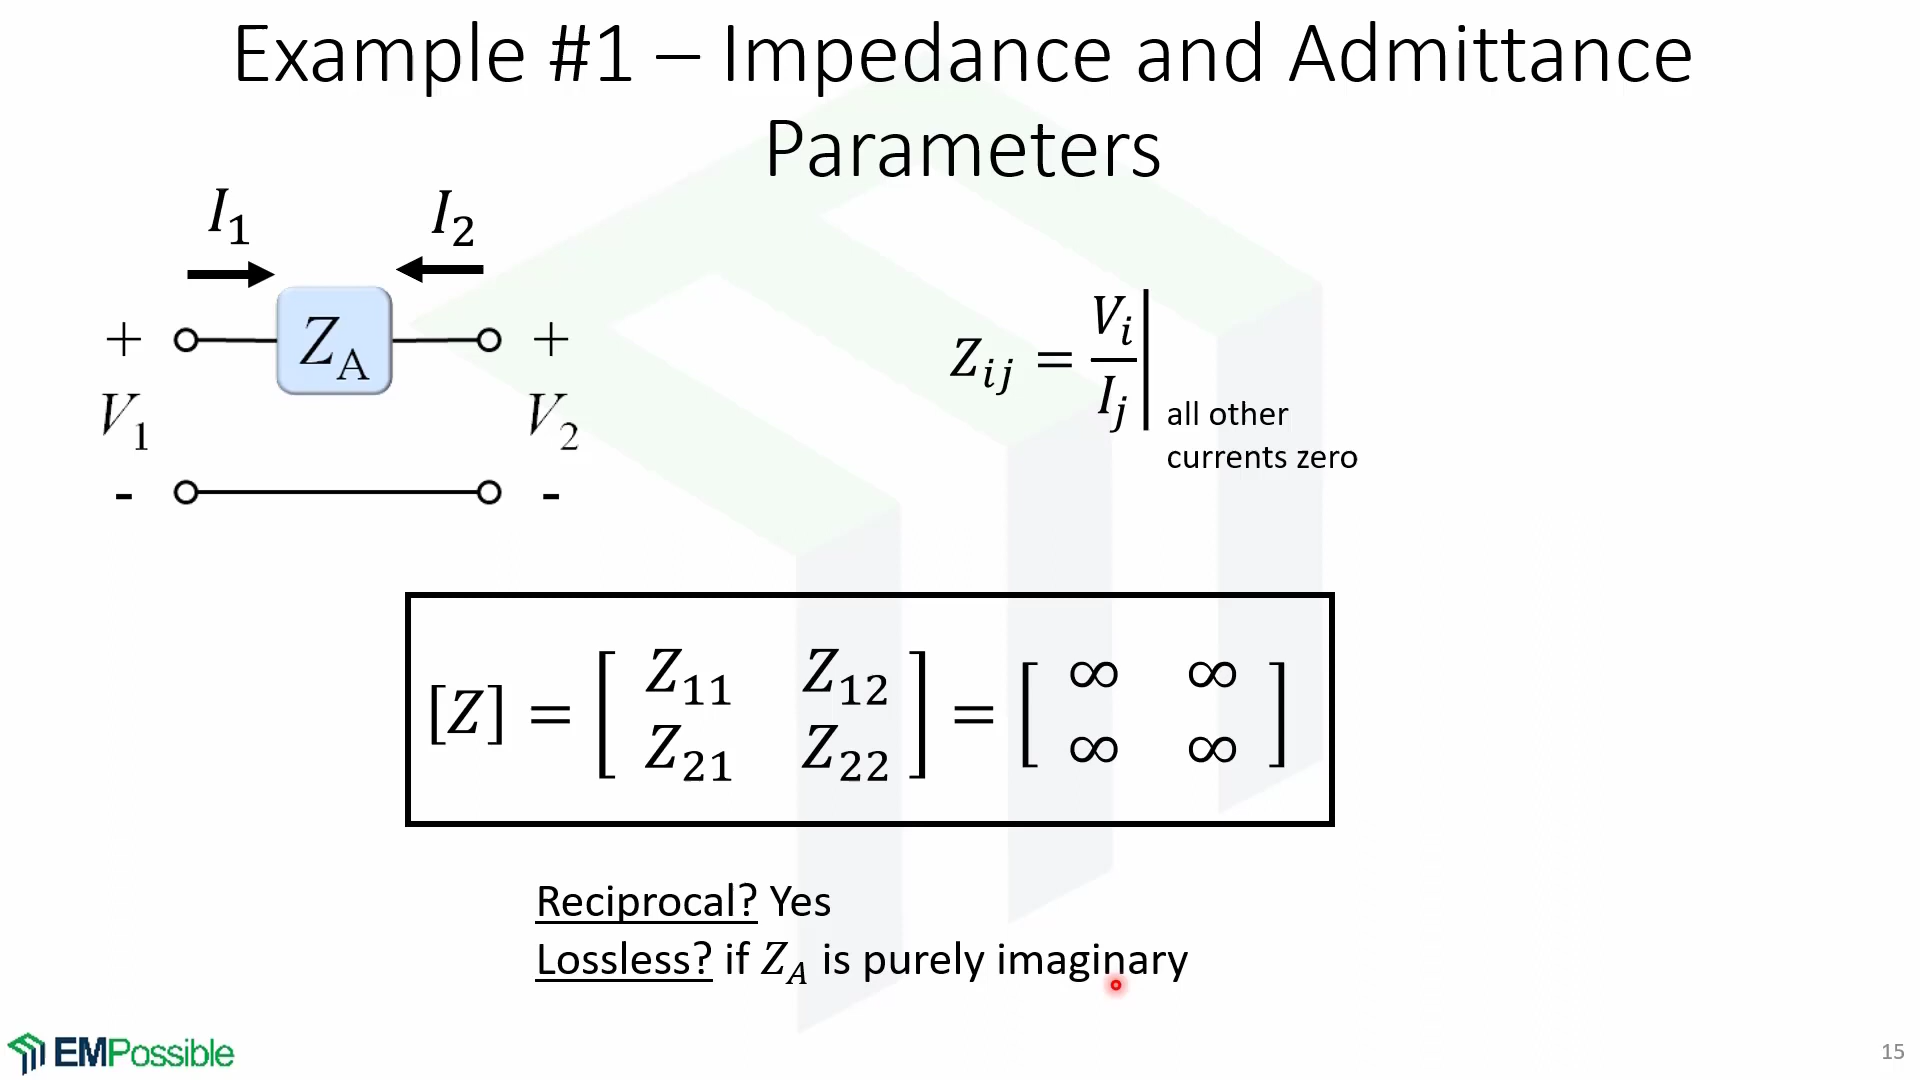 Example #1 – Impedance and Admittance
Parameters
I₁ I₂
+ Z_A +
V₁ V₂
- -
Z_ij = V_i / I_j |
all other
currents zero
[Z] = [ Z₁₁ Z₁₂ ] = [ ∞ ∞ ]
[ Z₂₁ Z₂₂ ] [ ∞ ∞ ]
Reciprocal? Yes
Lossless? if Z_A is purely imaginary
EMPossible
15